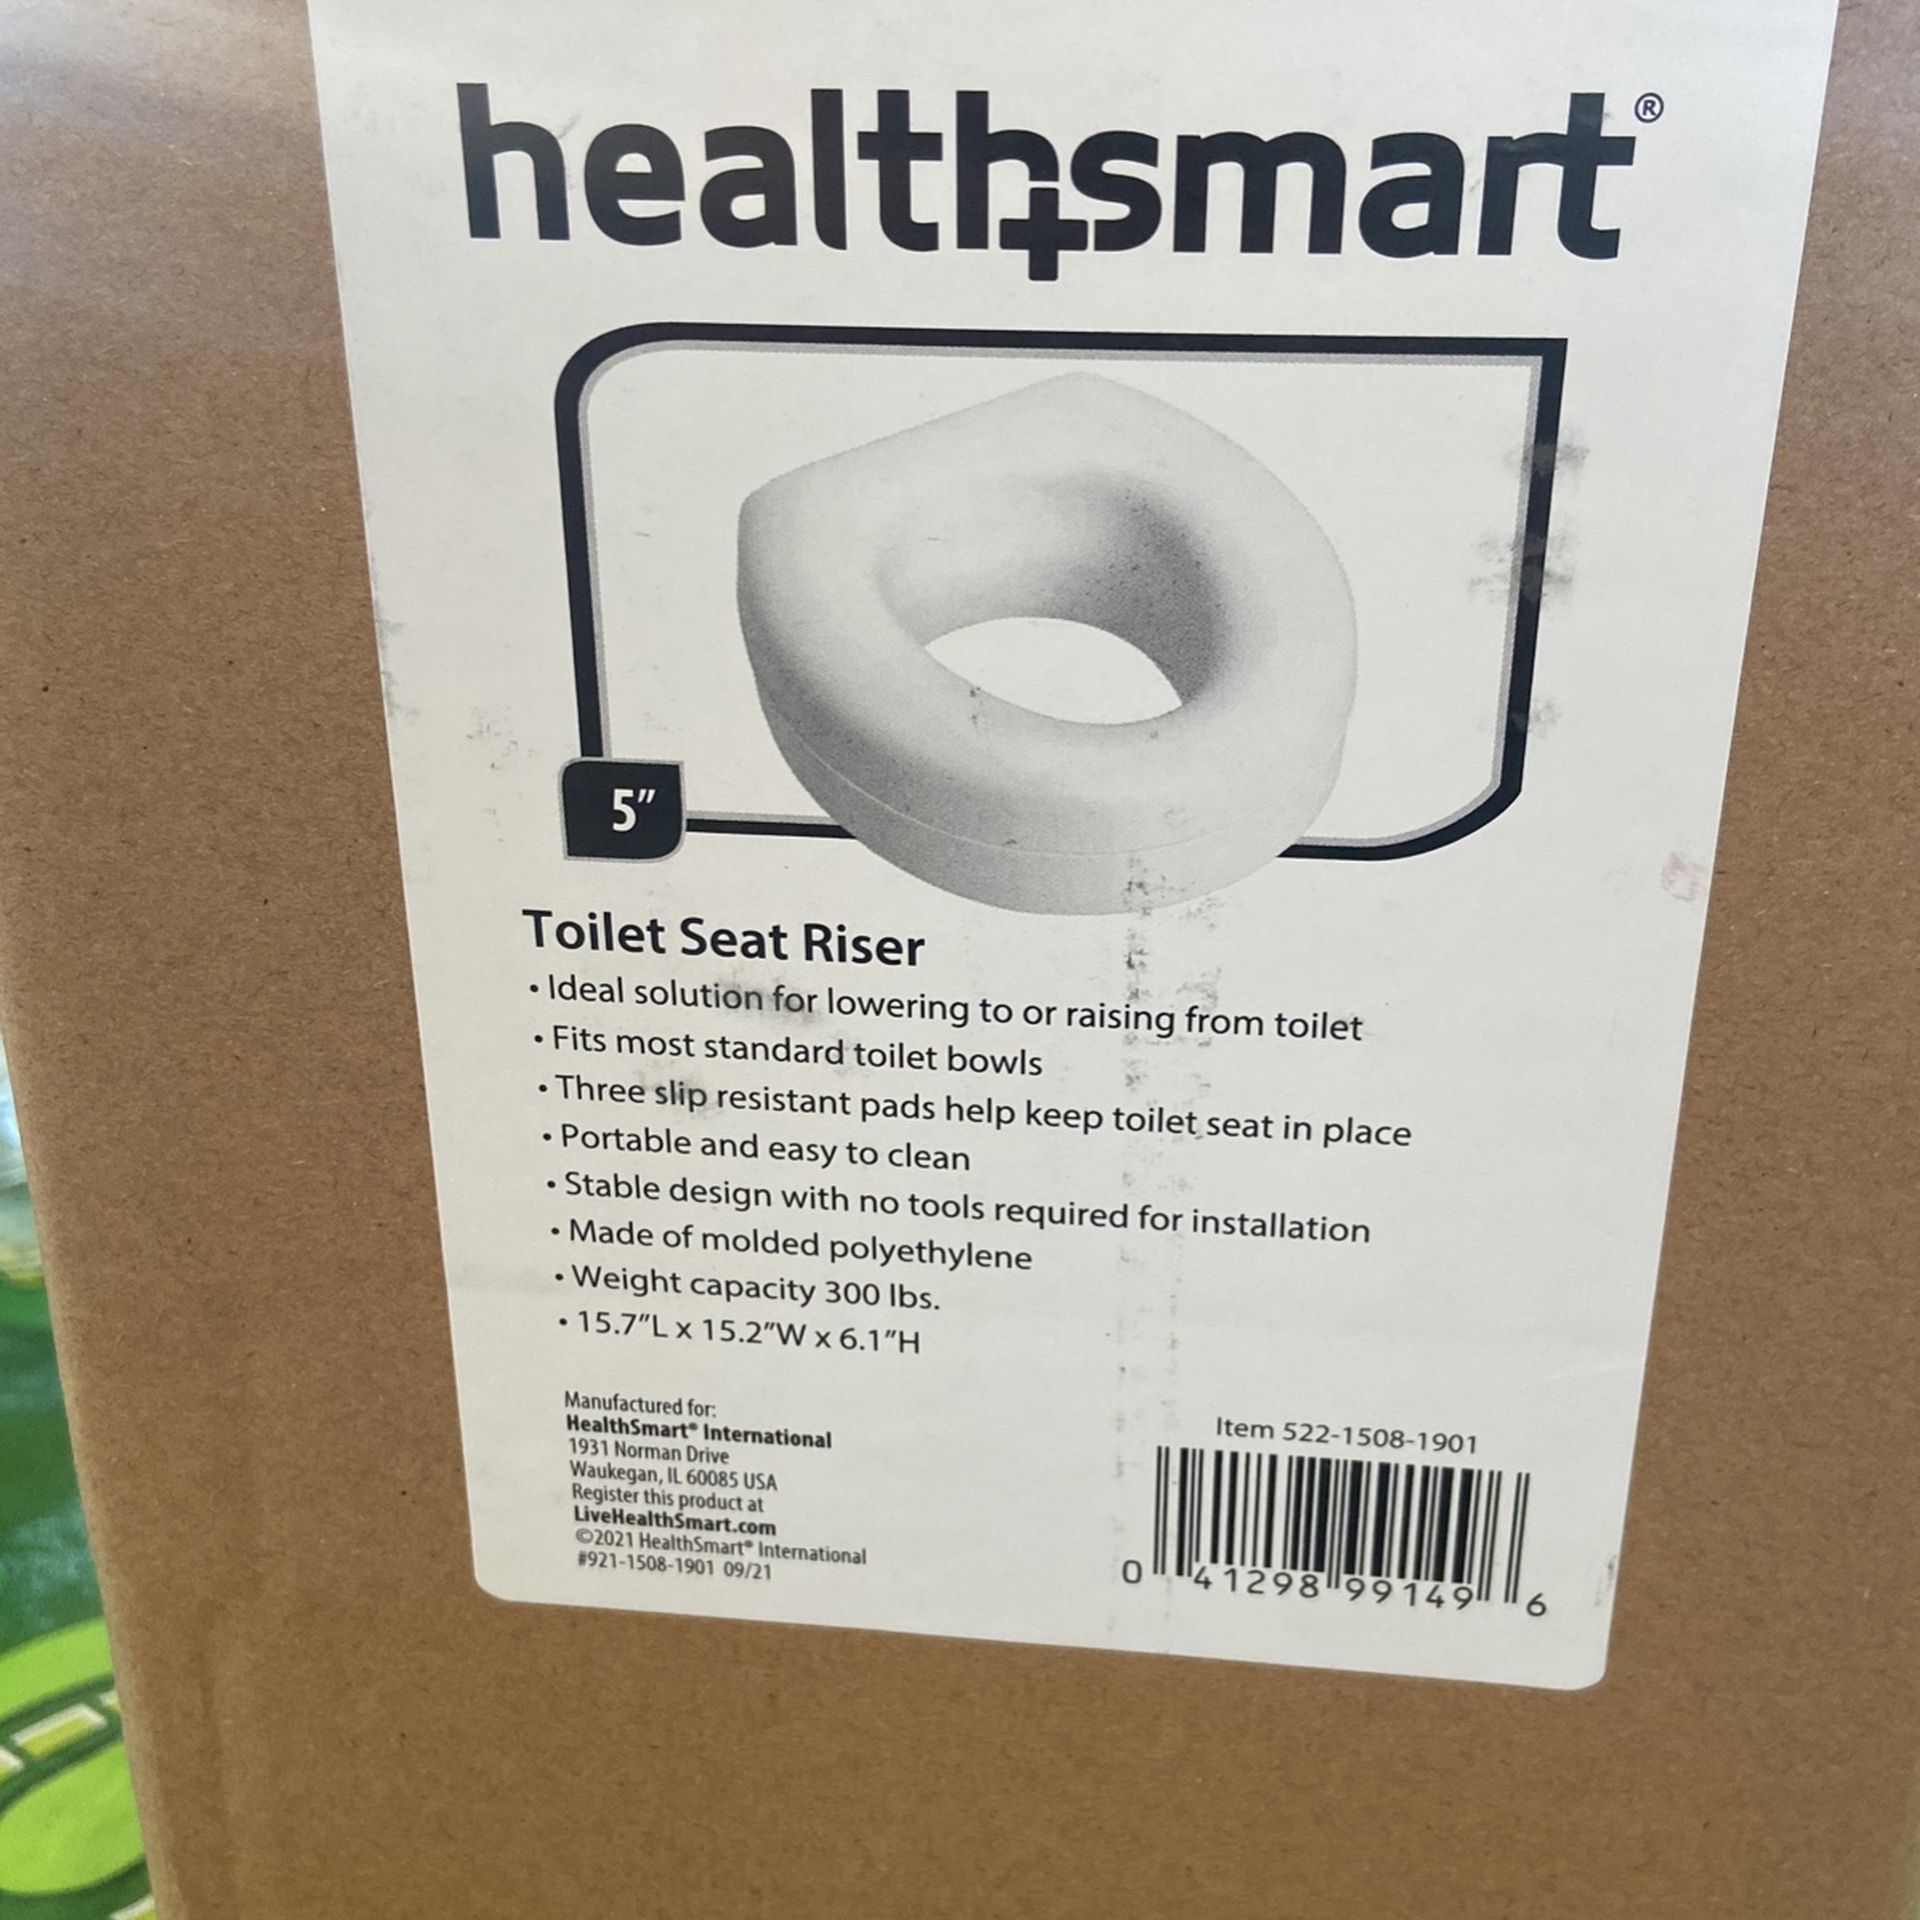 healthsmart®
5"
Toilet Seat Riser
• Ideal solution for lowering to or raising from toilet
• Fits most standard toilet bowls
• Three slip resistant pads help keep toilet seat in place
• Portable and easy to clean
• Stable design with no tools required for installation
• Made of molded polyethylene
• Weight capacity 300 lbs.
• 15.7"L x 15.2"W x 6.1"H
Manufactured for:
HealthSmart® International
1931 Norman Drive
Waukegan, IL 60085 USA
Register this product at
LiveHealthSmart.com
©2021 HealthSmart® International
#921-1508-1901 09/21
Item 522-1508-1901
0 41298 99149 6